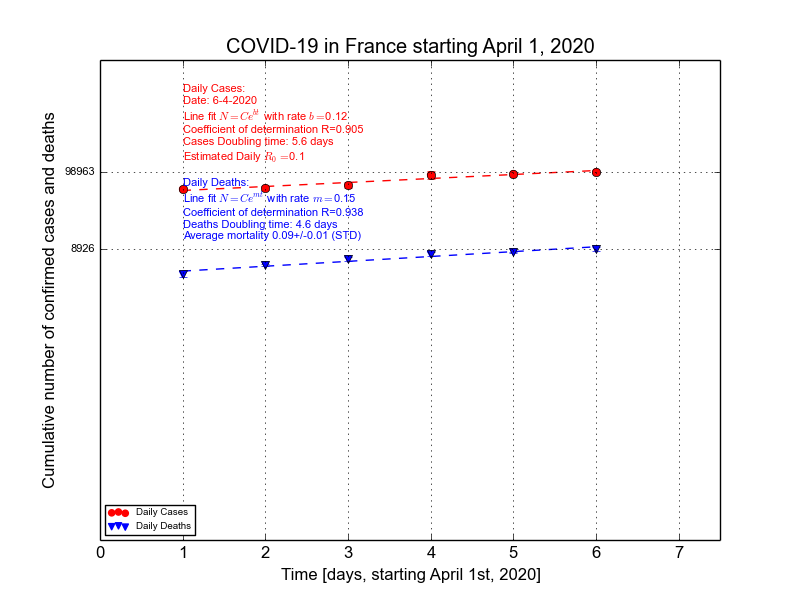 COVID-19 in France starting April 1, 2020
Cumulative number of confirmed cases and deaths
98963
8926
Daily Cases:
Date: 6-4-2020
Line fit N = Ce^{bt} with rate b = 0.12
Coefficient of determination R=0.905
Cases Doubling time: 5.6 days
Estimated Daily R_0 = 0.1
Daily Deaths:
Line fit N = Ce^{mt} with rate m = 0.15
Coefficient of determination R=0.938
Deaths Doubling time: 4.6 days
Average mortality 0.09+/-0.01 (STD)
Daily Cases
Daily Deaths
0 1 2 3 4 5 6 7
Time [days, starting April 1st, 2020]